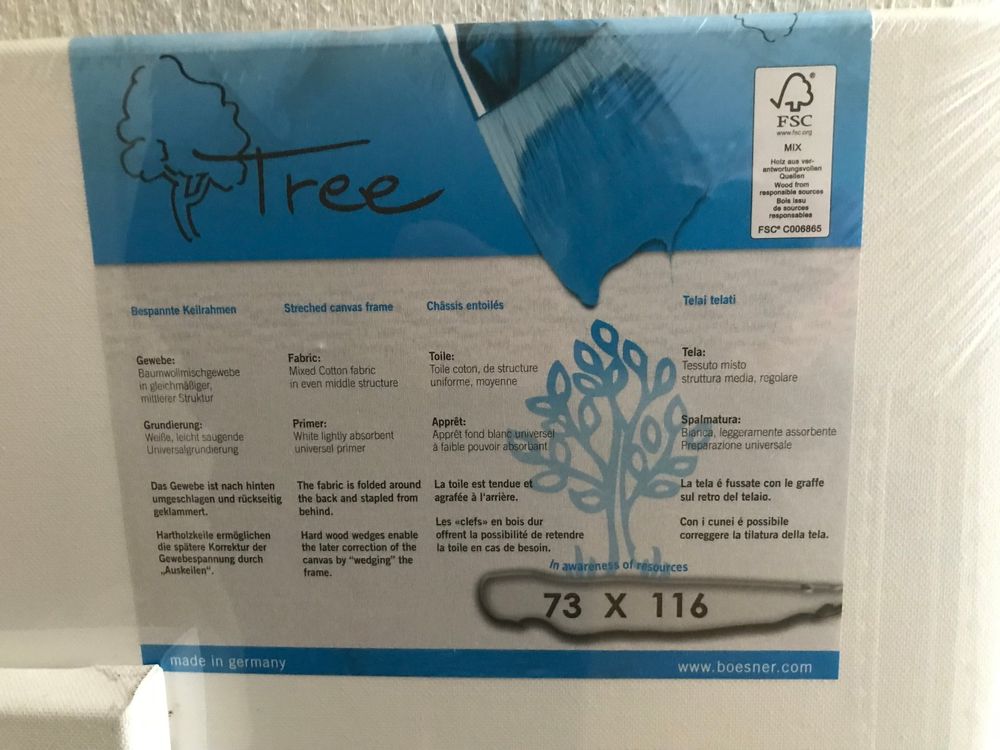 Tree
FSC
www.fsc.org
MIX
Holz aus ver-
antwortungsvollen
Quellen
Wood from
responsible sources
Bois issu
de sources
responsables
FSC® C006865
Bespannte Keilrahmen
Gewebe:
Baumwollmischgewebe
in gleichmäßiger,
mittlerer Struktur
Grundierung:
Weiße, leicht saugende
Universalgrundierung
Das Gewebe ist nach hinten
umgeschlagen und rückseitig
geklammert.
Hartholzkeile ermöglichen
die spätere Korrektur der
Gewebespannung durch
„Auskeilen“.
Streched canvas frame
Fabric:
Mixed Cotton fabric
in even middle structure
Primer:
White lightly absorbent
universel primer
The fabric is folded around
the back and stapled from
behind.
Hard wood wedges enable
the later correction of the
canvas by "wedging" the
frame.
Châssis entoilés
Toile:
Toile coton, de structure
uniforme, moyenne
Apprêt:
Apprêt fond blanc universel
à faible pouvoir absorbant
La toile est tendue et
agrafée à l'arrière.
Les «clefs» en bois dur
offrent la possibilité de retendre
la toile en cas de besoin.
Telai telati
Tela:
Tessuto misto
struttura media, regolare
Spalmatura:
Bianca, leggeramente assorbente
Preparazione universale
La tela é fussate con le graffe
sul retro del telaio.
Con i cunei é possibile
correggere la tilatura della tela.
In awareness of resources
73 X 116
made in germany
www.boesner.com